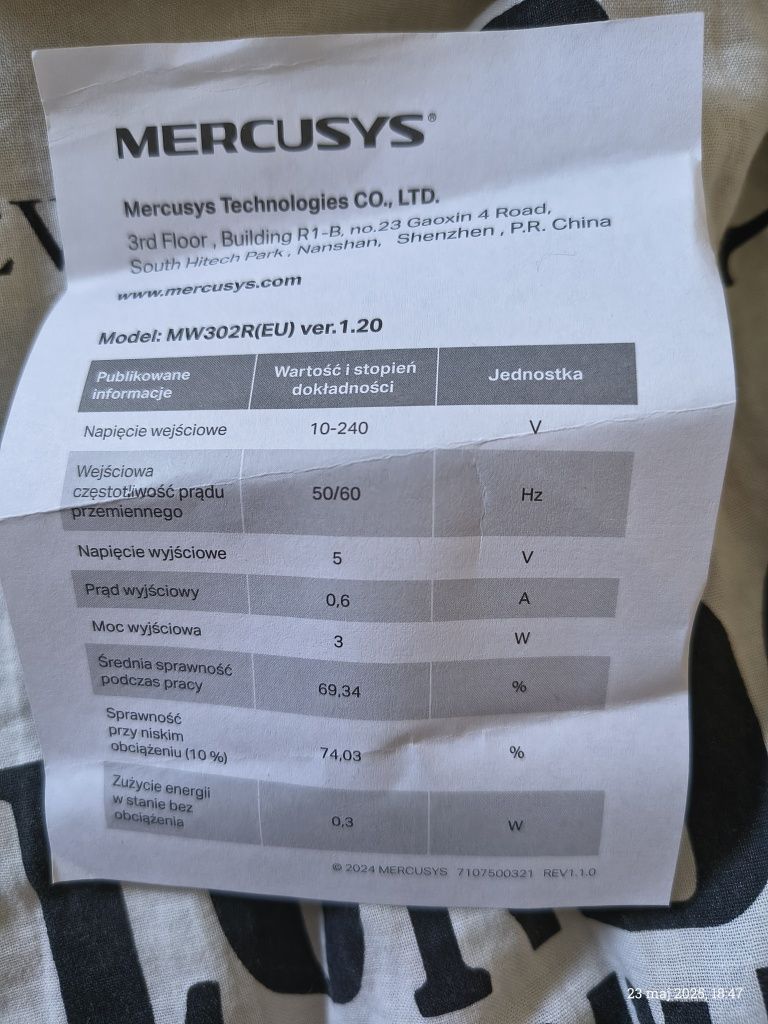 MERCUSYS®
Mercusys Technologies CO., LTD.
3rd Floor , Building R1-B, no.23 Gaoxin 4 Road,
South Hitech Park , Nanshan, Shenzhen , P.R. China
www.mercusys.com
Model: MW302R(EU) ver.1.20
Publikowane informacje Wartość i stopień dokładności Jednostka
Napięcie wejściowe 10-240 V
Wejściowa
częstotliwość prądu 50/60 Hz
przemiennego
Napięcie wyjściowe 5 V
Prąd wyjściowy 0,6 A
Moc wyjściowa 3 W
Średnia sprawność
podczas pracy 69,34 %
Sprawność
przy niskim
obciążeniu (10 %) 74,03 %
Zużycie energii
w stanie bez
obciążenia 0,3 W
© 2024 MERCUSYS 7107500321 REV1.1.0
23 maj 2025, 18:47